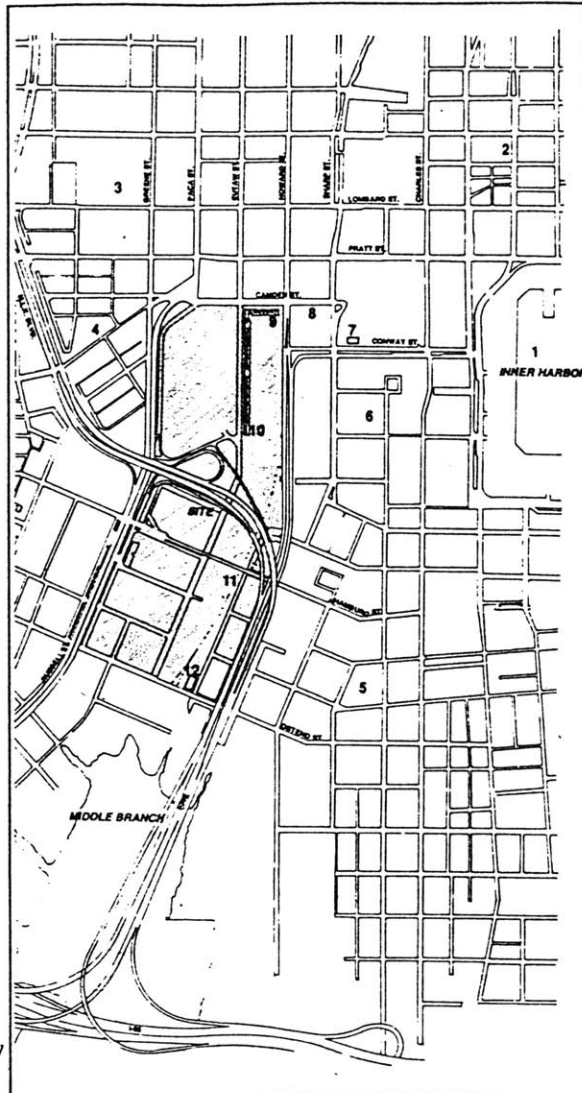 2
3
GREENE ST.
PACA ST.
EUTAW ST.
HOWARD ST.
SHARP ST.
CHARLES ST.
LOMBARD ST.
PRATT ST.
CAMDEN ST.
4
9
8
7
CONWAY ST.
1
INNER HARBOR
6
10
SITE
11
HAMBURG ST.
5
12
OSTEND ST.
MIDDLE BRANCH